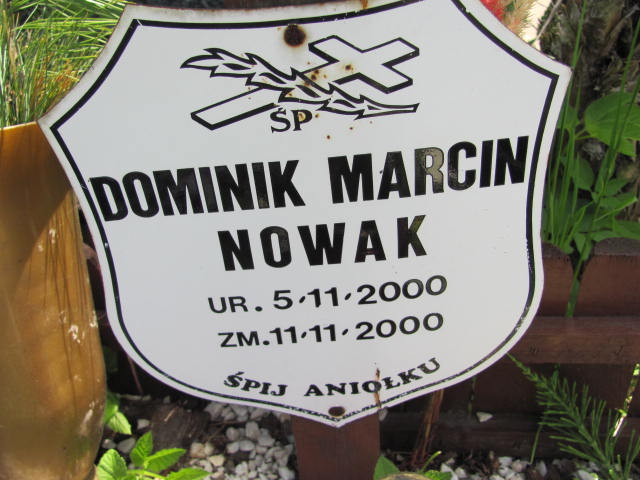 ŚP
DOMINIK MARCIN
NOWAK
UR. 5·11·2000
ZM.11·11·2000
ŚPIJ ANIOŁKU